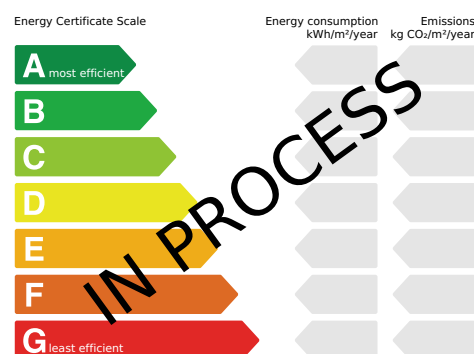 Energy Certificate Scale
Energy consumption
kWh/m²/year
Emissions
kg CO₂/m²/year
A most efficient
B
C
D
E
F
G least efficient
IN PROCESS